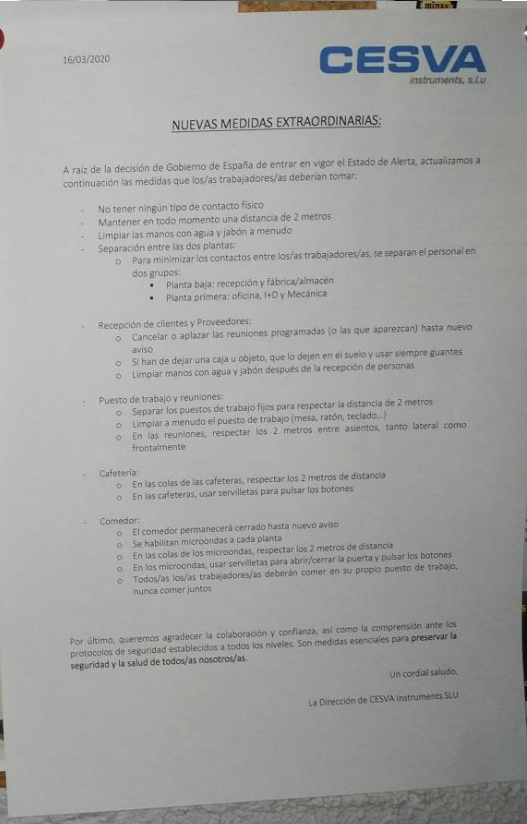 minze
16/03/2020
CESVA
instruments, s.l.u
NUEVAS MEDIDAS EXTRAORDINARIAS:
A raíz de la decisión de Gobierno de España de entrar en vigor el Estado de Alerta, actualizamos a
continuación las medidas que los/as trabajadores/as deberían tomar:
- No tener ningún tipo de contacto físico
- Mantener en todo momento una distancia de 2 metros
- Limpiar las manos con agua y jabón a menudo
- Separación entre las dos plantas:
o Para minimizar los contactos entre los/as trabajadores/as, se separan el personal en
dos grupos:
▪ Planta baja: recepción y fábrica/almacén
▪ Planta primera: oficina, I+D y Mecánica
- Recepción de clientes y Proveedores:
o Cancelar o aplazar las reuniones programadas (o las que aparezcan) hasta nuevo
aviso
o Si han de dejar una caja u objeto, que lo dejen en el suelo y usar siempre guantes
o Limpiar manos con agua y jabón después de la recepción de personas
- Puesto de trabajo y reuniones:
o Separar los puestos de trabajo fijos para respectar la distancia de 2 metros
o Limpiar a menudo el puesto de trabajo (mesa, ratón, teclado...)
o En las reuniones, respectar los 2 metros entre asientos, tanto lateral como
frontalmente
- Cafetería:
o En las colas de las cafeteras, respectar los 2 metros de distancia
o En las cafeteras, usar servilletas para pulsar los botones
- Comedor:
o El comedor permanecerá cerrado hasta nuevo aviso
o Se habilitan microondas a cada planta
o En las colas de los microondas, respectar los 2 metros de distancia
o En los microondas, usar servilletas para abrir/cerrar la puerta y pulsar los botones
o Todos/as los/as trabajadores/as deberán comer en su propio puesto de trabajo,
nunca comer juntos
Por último, queremos agradecer la colaboración y confianza, así como la comprensión ante los
protocolos de seguridad establecidos a todos los niveles. Son medidas esenciales para preservar la
seguridad y la salud de todos/as nosotros/as.
Un cordial saludo,
La Dirección de CESVA Instruments SLU